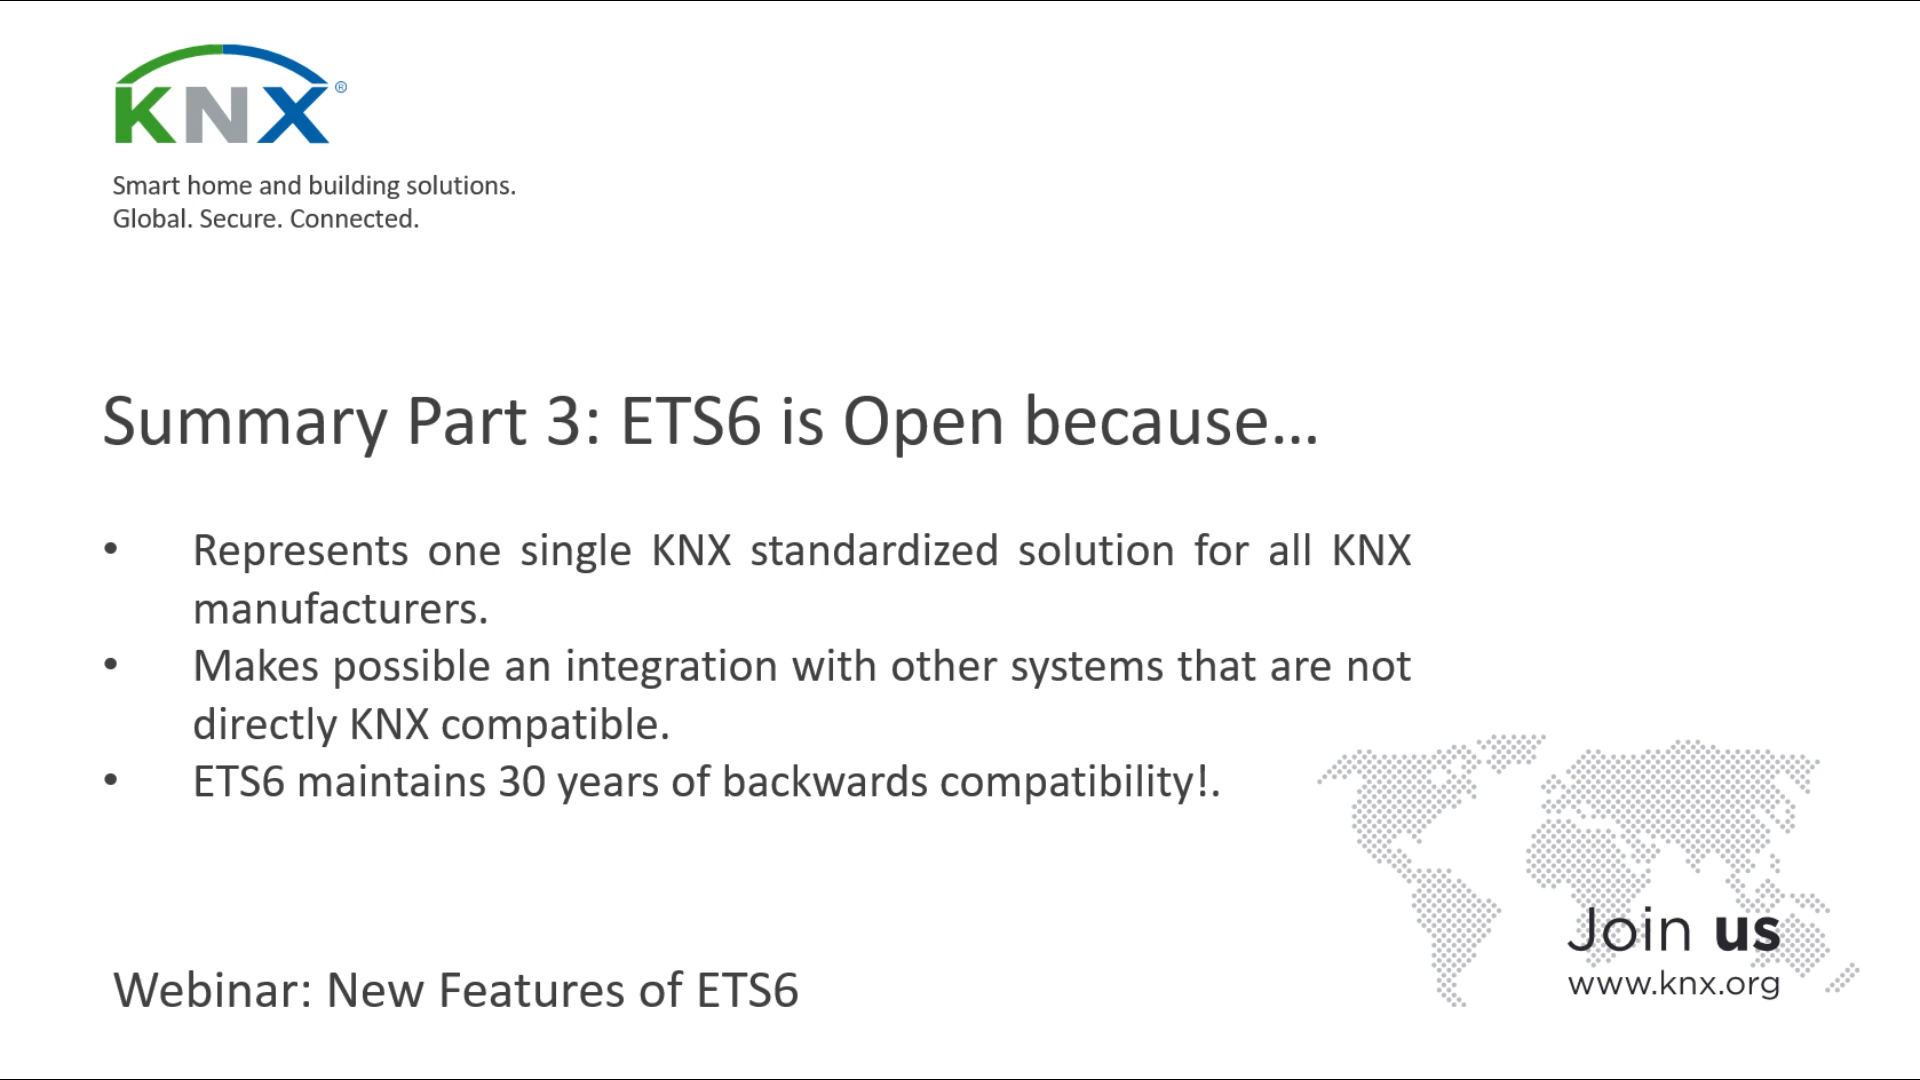 KNX®
Smart home and building solutions.
Global. Secure. Connected.
Summary Part 3: ETS6 is Open because...
• Represents one single KNX standardized solution for all KNX
manufacturers.
• Makes possible an integration with other systems that are not
directly KNX compatible.
• ETS6 maintains 30 years of backwards compatibility!.
Join us
www.knx.org
Webinar: New Features of ETS6